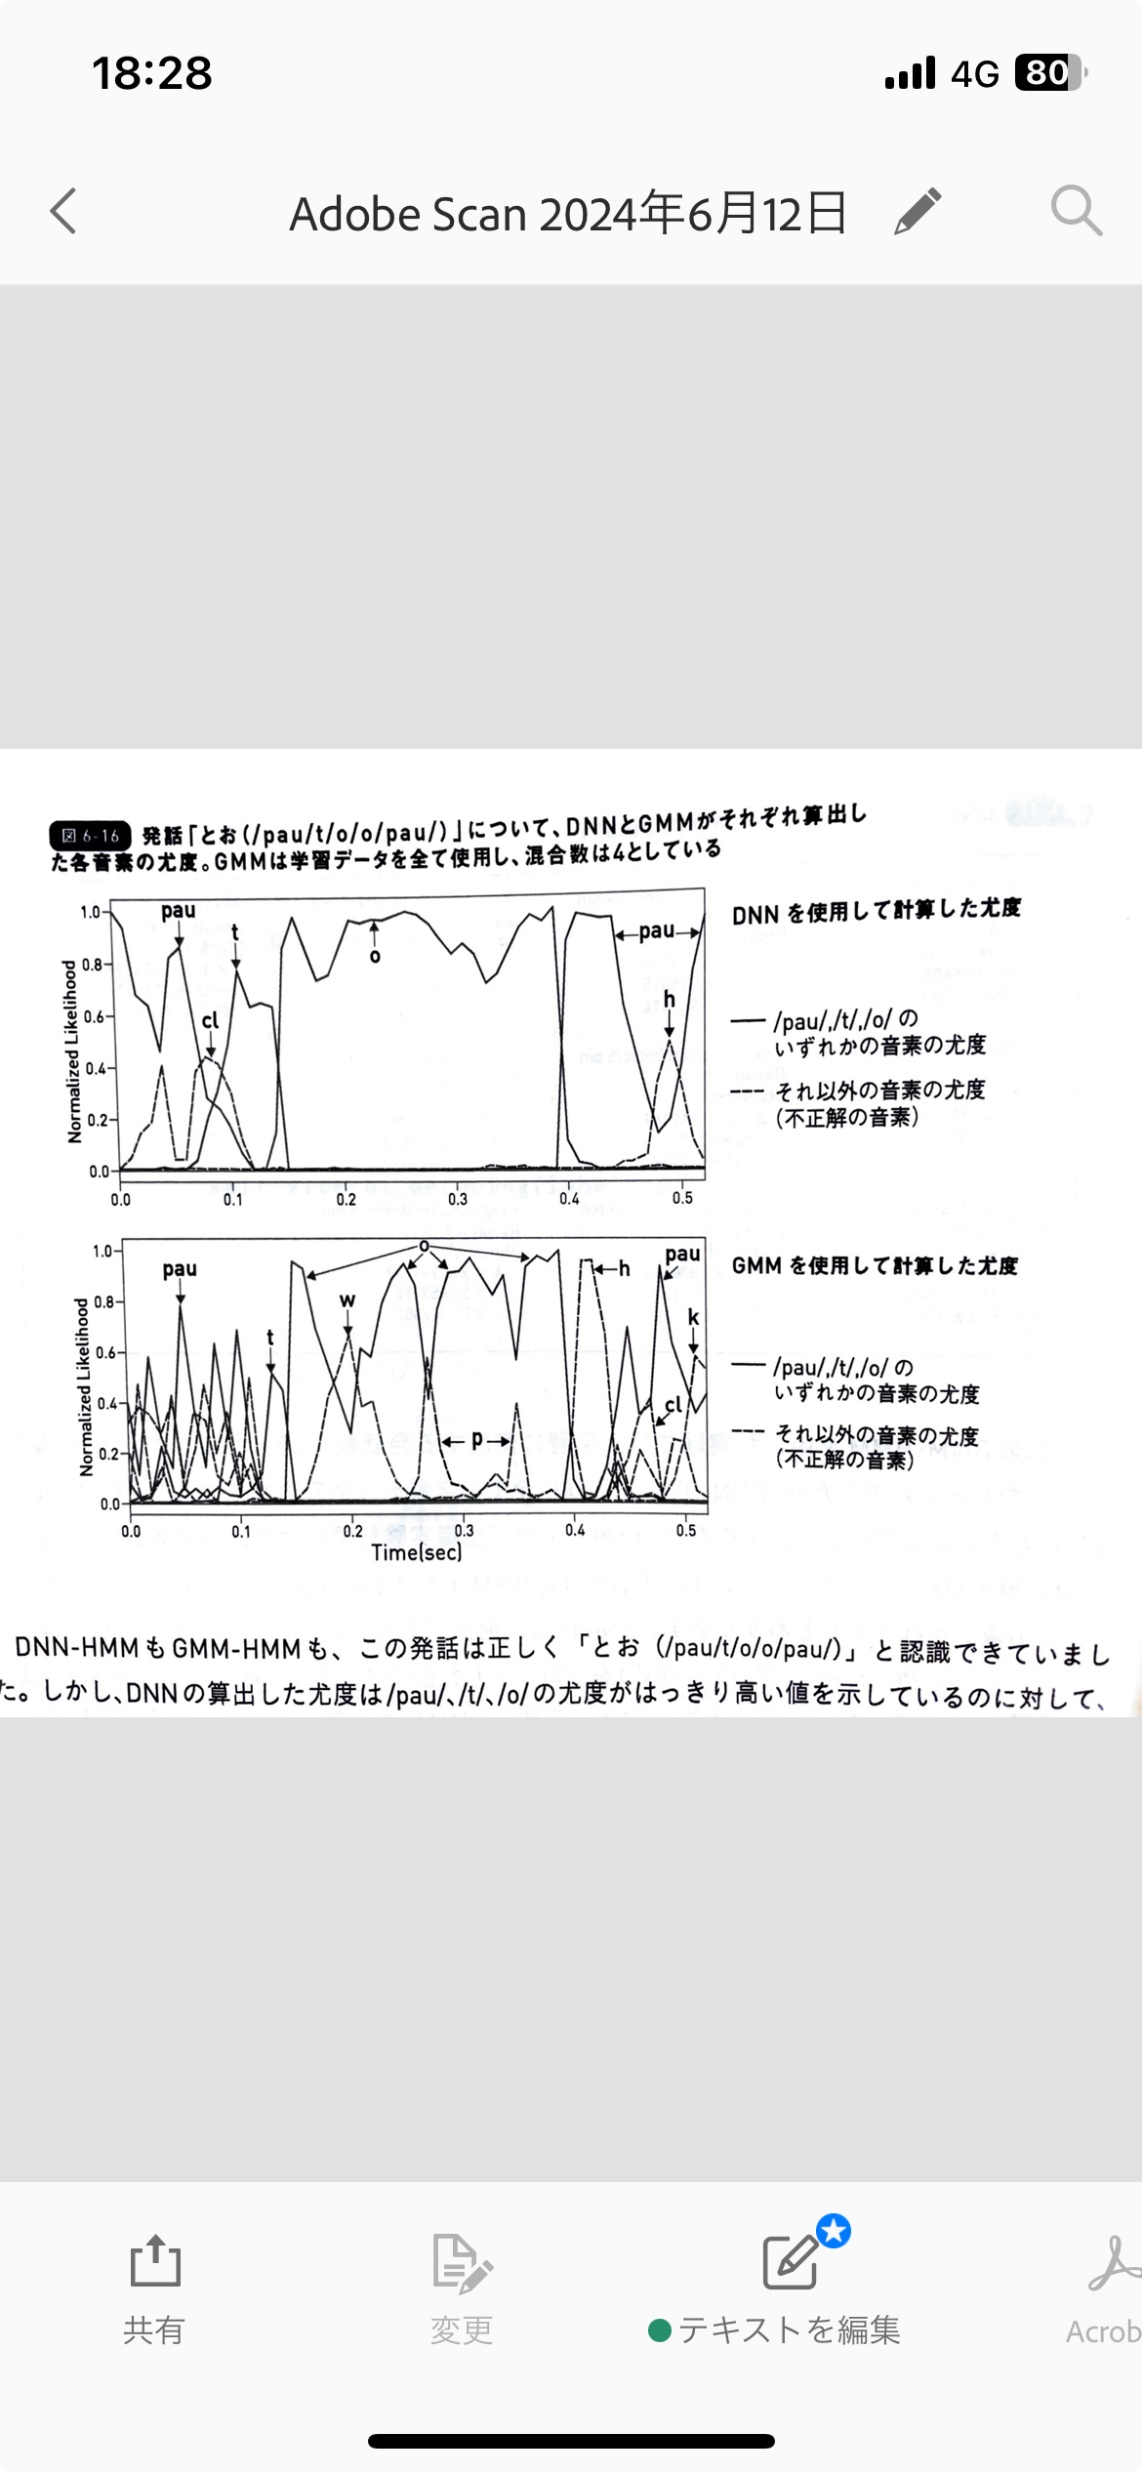 18:28
4G 80
Adobe Scan 2024年6月12日
図6-16 発話「とお(/pau/t/o/o/pau/)」について、DNNとGMMがそれぞれ算出し
た各音素の尤度。GMMは学習データを全て使用し、混合数は4としている
DNN を使用して計算した尤度
Normalized Likelihood
1.0
0.8
0.6
0.4
0.2
0.0
pau
t
cl
o
pau
h
0.0 0.1 0.2 0.3 0.4 0.5
/pau/,/t/,/o/ の
いずれかの音素の尤度
それ以外の音素の尤度
(不正解の音素)
GMM を使用して計算した尤度
Normalized Likelihood
1.0
0.8
0.6
0.4
0.2
0.0
pau
t
w
o
p
h
pau
k
cl
0.0 0.1 0.2 0.3 0.4 0.5
Time(sec)
/pau/,/t/,/o/ の
いずれかの音素の尤度
それ以外の音素の尤度
(不正解の音素)
DNN-HMMもGMM-HMMも、この発話は正しく「とお(/pau/t/o/o/pau/)」と認識できていまし
た。しかし、DNNの算出した尤度は/pau/、/t/、/o/の尤度がはっきり高い値を示しているのに対して、
共有
変更
テキストを編集
Acrob